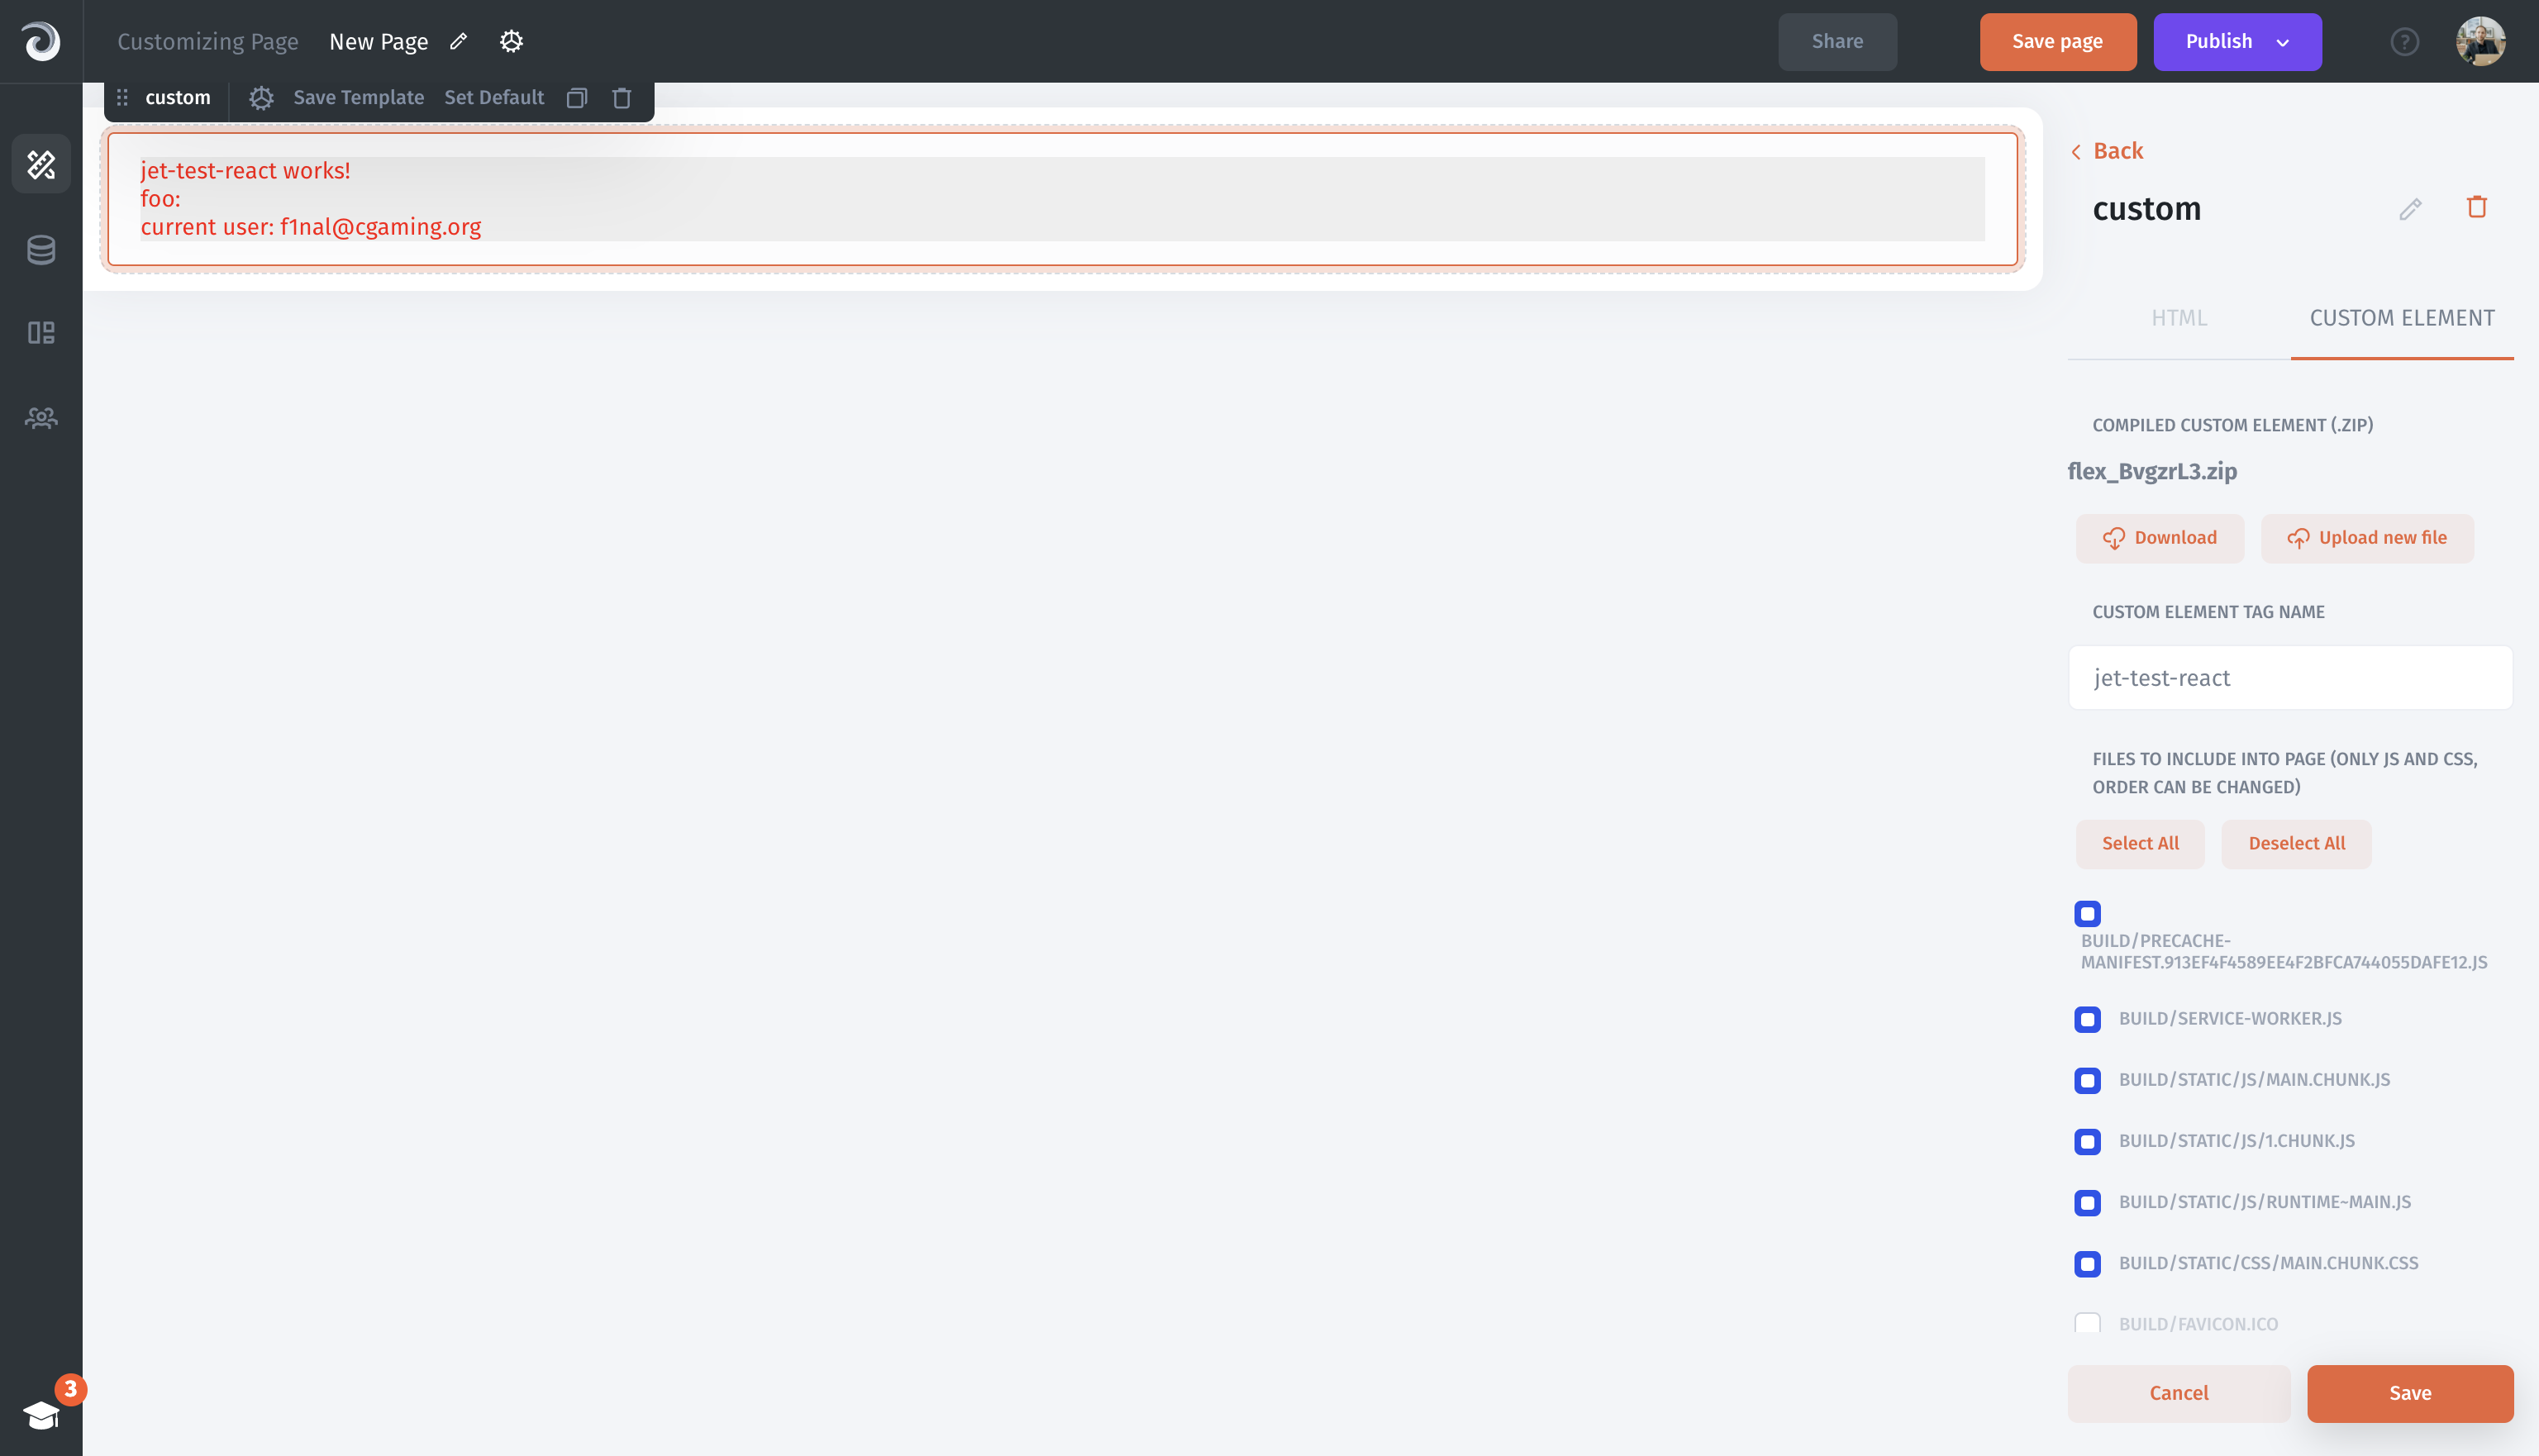 Customizing Page
New Page
Share
Save page
Publish
?
custom
Save Template
Set Default
jet-test-react works!
foo:
current user: f1nal@cgaming.org
3
Back
custom
HTML
CUSTOM ELEMENT
COMPILED CUSTOM ELEMENT (.ZIP)
flex_BvgzrL3.zip
Download
Upload new file
CUSTOM ELEMENT TAG NAME
jet-test-react
FILES TO INCLUDE INTO PAGE (ONLY JS AND CSS,
ORDER CAN BE CHANGED)
Select All
Deselect All
BUILD/PRECACHE-
MANIFEST.913EF4F4589EE4F2BFCA744055DAFE12.JS
BUILD/SERVICE-WORKER.JS
BUILD/STATIC/JS/MAIN.CHUNK.JS
BUILD/STATIC/JS/1.CHUNK.JS
BUILD/STATIC/JS/RUNTIME~MAIN.JS
BUILD/STATIC/CSS/MAIN.CHUNK.CSS
BUILD/FAVICON.ICO
Cancel
Save